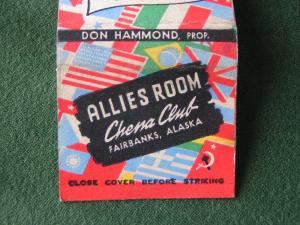 DON HAMMOND, PROP.
ALLIES ROOM
Chena Club
FAIRBANKS, ALASKA
CLOSE COVER BEFORE STRIKING